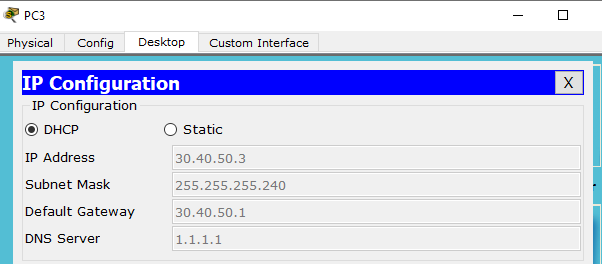 PC3
Physical Config Desktop Custom Interface
IP Configuration X
IP Configuration
DHCP Static
IP Address 30.40.50.3
Subnet Mask 255.255.255.240
Default Gateway 30.40.50.1
DNS Server 1.1.1.1